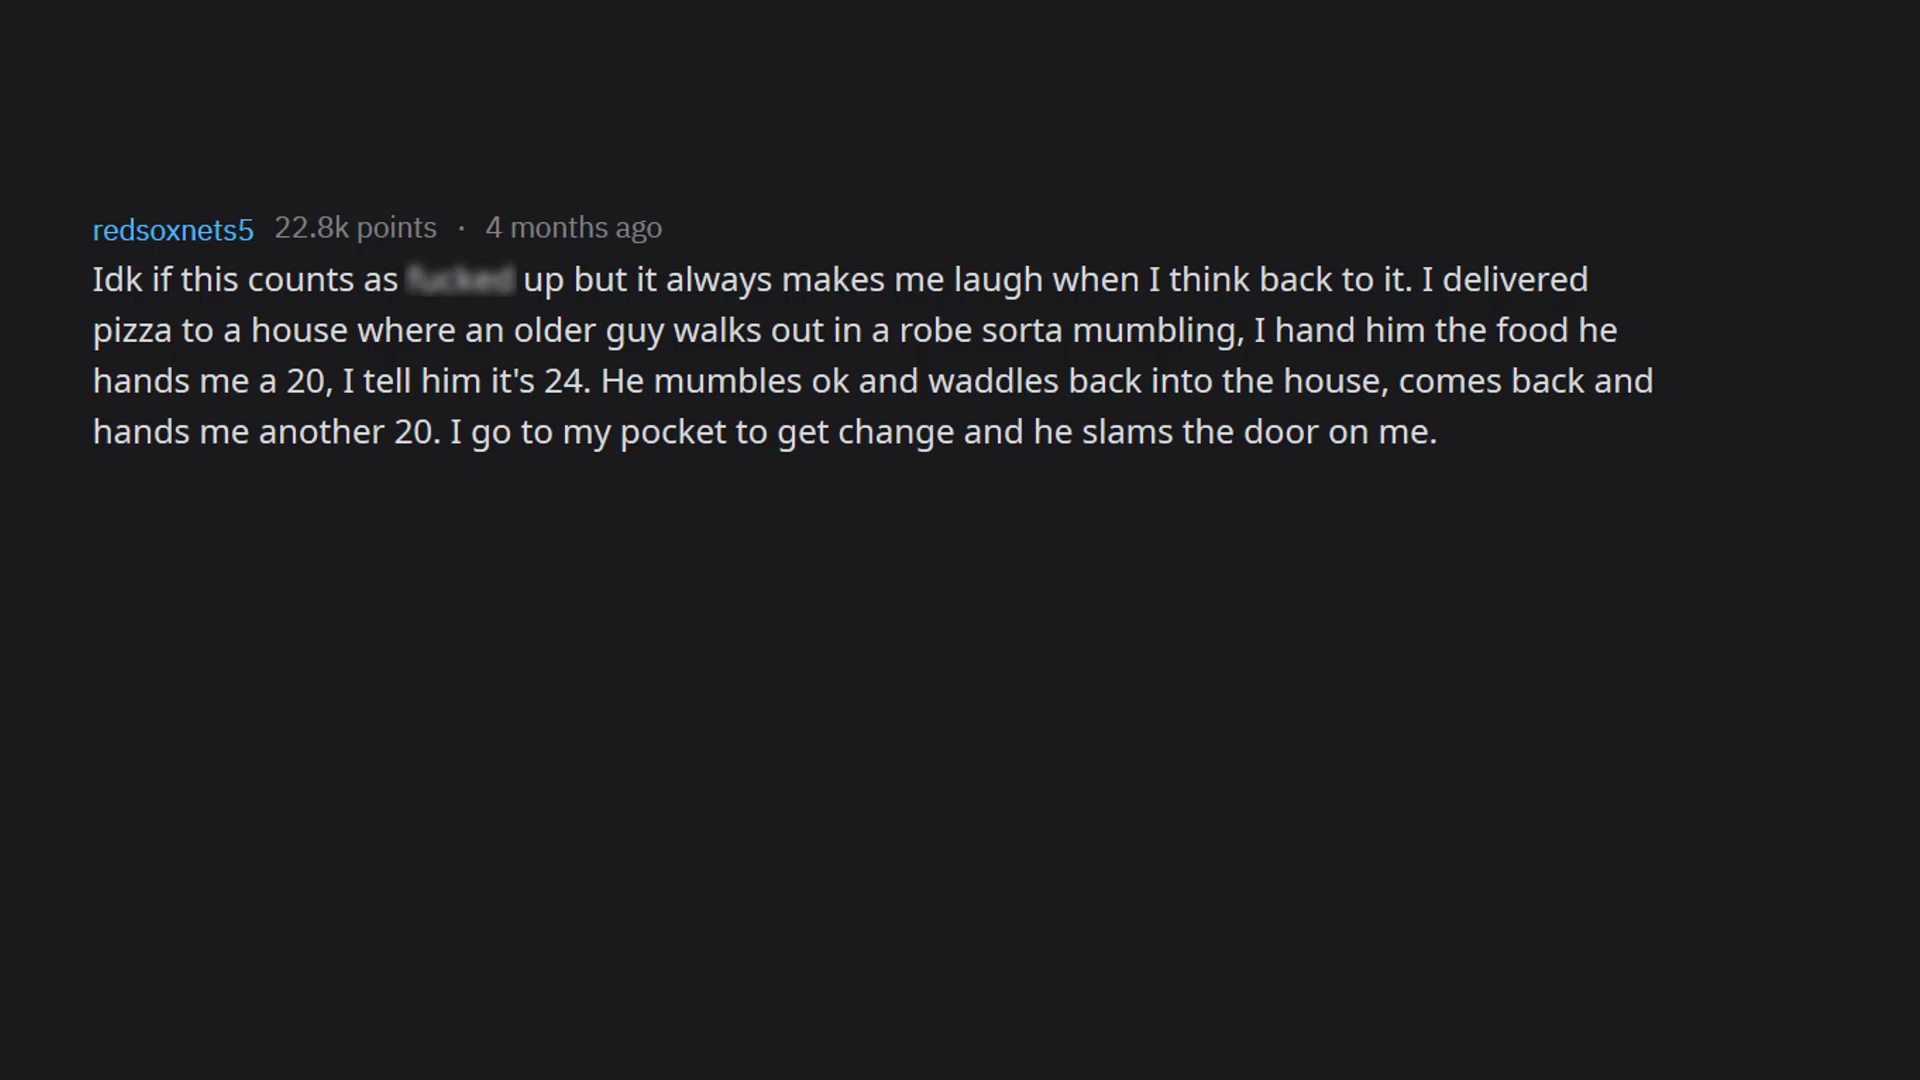 redsoxnets5 22.8k points · 4 months ago
Idk if this counts as fucked up but it always makes me laugh when I think back to it. I delivered
pizza to a house where an older guy walks out in a robe sorta mumbling, I hand him the food he
hands me a 20, I tell him it's 24. He mumbles ok and waddles back into the house, comes back and
hands me another 20. I go to my pocket to get change and he slams the door on me.